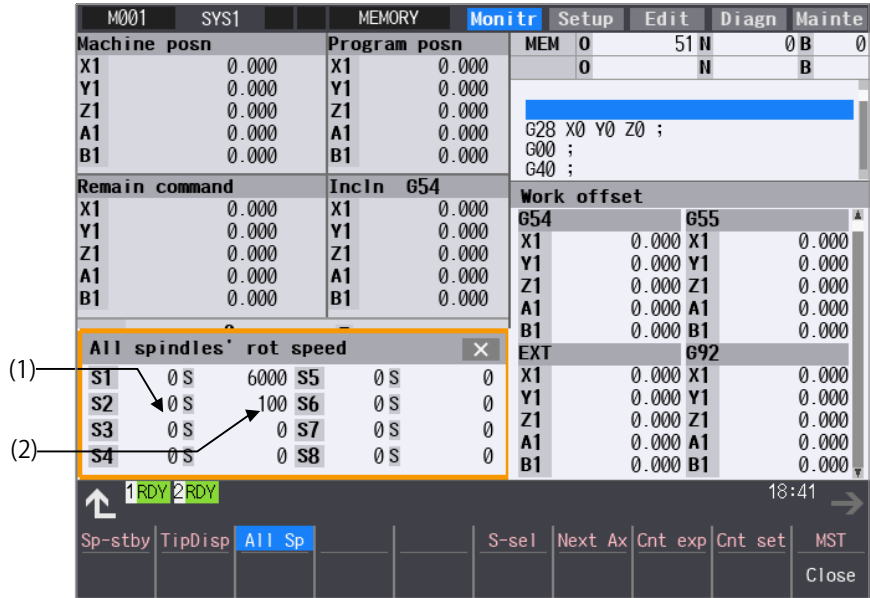 M001 SYS1 MEMORY Monitr Setup Edit Diagn Mainte
Machine posn
X1 0.000
Y1 0.000
Z1 0.000
A1 0.000
B1 0.000
Program posn
X1 0.000
Y1 0.000
Z1 0.000
A1 0.000
B1 0.000
MEM O 51 N 0 B 0
O N B
G28 X0 Y0 Z0 ;
G00 ;
G40 ;
Remain command
X1 0.000
Y1 0.000
Z1 0.000
A1 0.000
B1 0.000
Incln G54
X1 0.000
Y1 0.000
Z1 0.000
A1 0.000
B1 0.000
Work offset
G54 G55
X1 0.000 X1 0.000
Y1 0.000 Y1 0.000
Z1 0.000 Z1 0.000
A1 0.000 A1 0.000
B1 0.000 B1 0.000
EXT G92
X1 0.000 X1 0.000
Y1 0.000 Y1 0.000
Z1 0.000 Z1 0.000
A1 0.000 A1 0.000
B1 0.000 B1 0.000
All spindles' rot speed ×
S1 0 S 6000 S5 0 S 0
S2 0 S 100 S6 0 S 0
S3 0 S 0 S7 0 S 0
S4 0 S 0 S8 0 S 0
(1)
(2)
1 RDY 2 RDY 18:41
Sp-stby TipDisp All Sp S-sel Next Ax Cnt exp Cnt set MST
Close